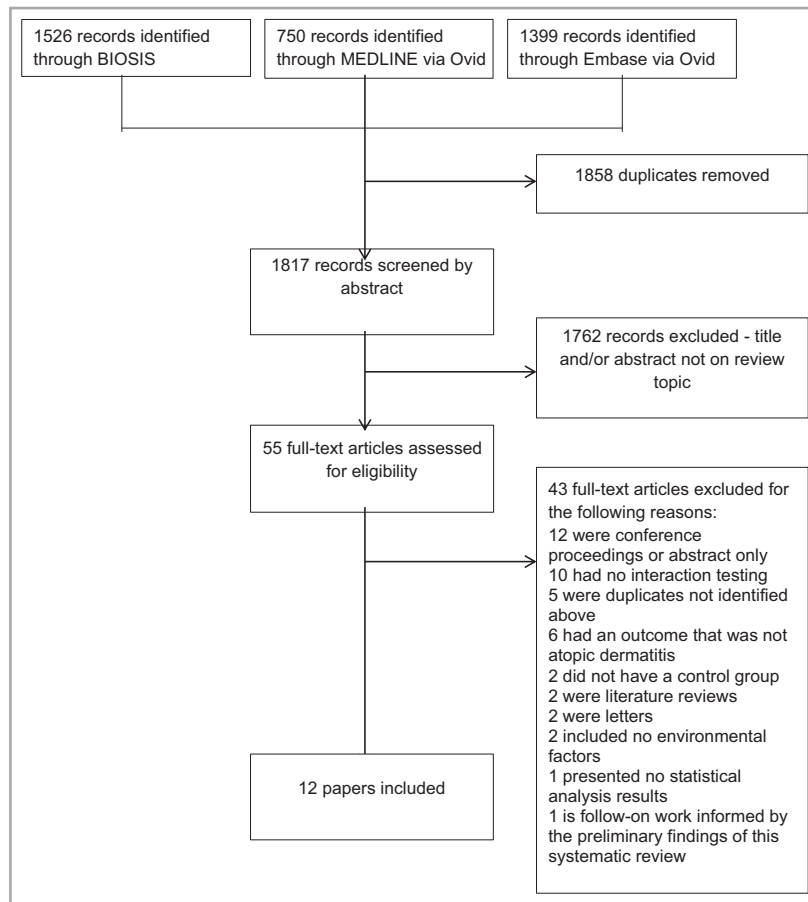 1526 records identified
through BIOSIS
750 records identified
through MEDLINE via Ovid
1399 records identified
through Embase via Ovid
1858 duplicates removed
1817 records screened by
abstract
1762 records excluded - title
and/or abstract not on review
topic
55 full-text articles assessed
for eligibility
43 full-text articles excluded for
the following reasons:
12 were conference
proceedings or abstract only
10 had no interaction testing
5 were duplicates not identified
above
6 had an outcome that was not
atopic dermatitis
2 did not have a control group
2 were literature reviews
2 were letters
2 included no environmental
factors
1 presented no statistical
analysis results
1 is follow-on work informed by
the preliminary findings of this
systematic review
12 papers included